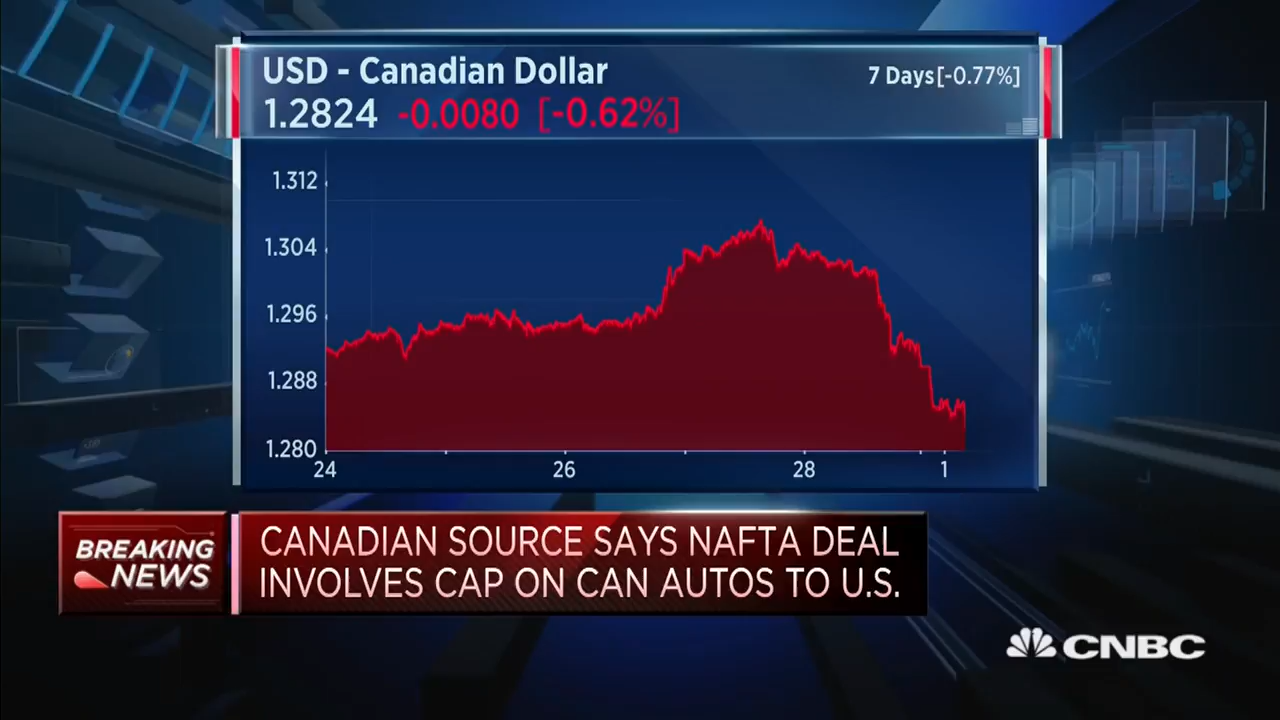 USD - Canadian Dollar
7 Days[-0.77%]
1.2824 -0.0080 [-0.62%]
1.312
1.304
1.296
1.288
1.280
24 26 28 1
BREAKING
NEWS
CANADIAN SOURCE SAYS NAFTA DEAL
INVOLVES CAP ON CAN AUTOS TO U.S.
CNBC